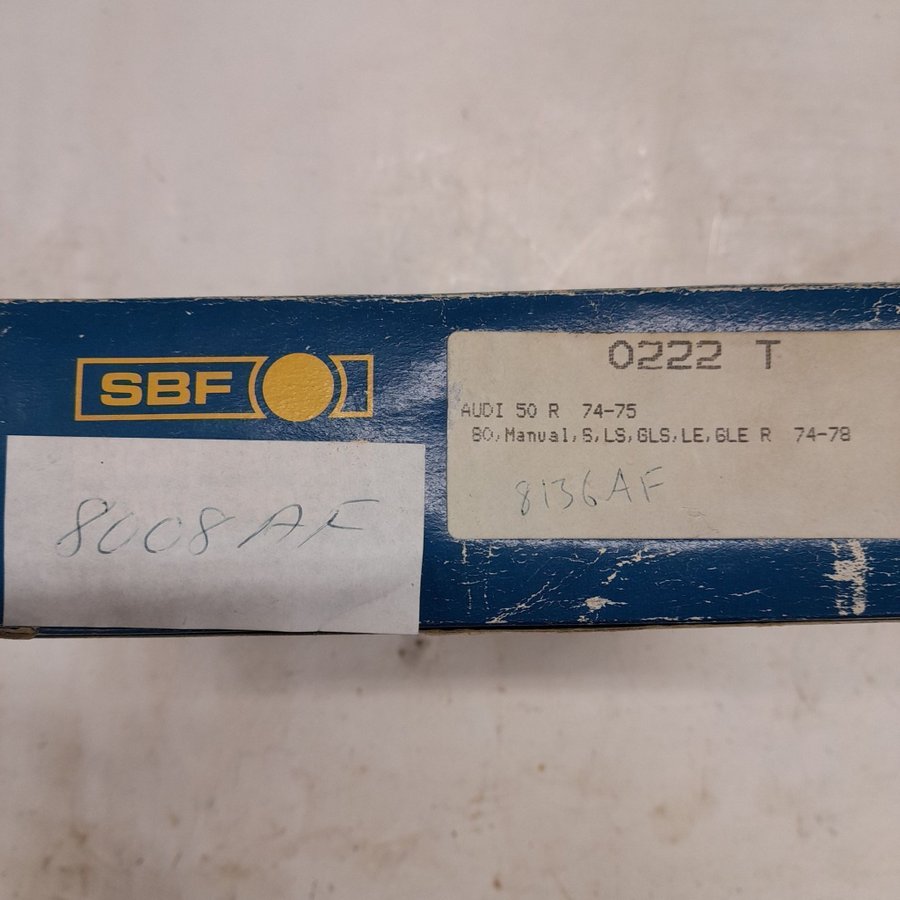 SBF
0222 T
AUDI 50 R 74-75
80,Manual,S,LS,GLS,LE,GLE R 74-78
8136AF
8008AF